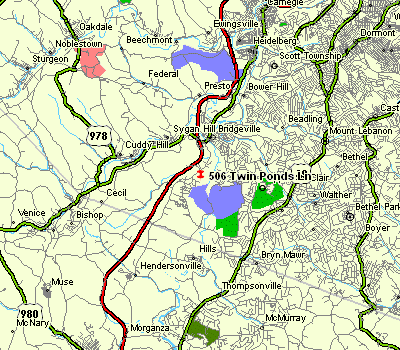 Carnegie
Ewingsville
Oakdale
Beechmont
Heidelberg
Dormont
Noblestown
Scott Township
Sturgeon
Federal
Presto
Bower Hill
Beadling
Sygan Hill
Bridgeville
Mount Lebanon
978
Cuddy Hill
Bethel
506 Twin Ponds Ln
Clair
Cecil
Walther
Venice
Bishop
Bethel Park
Hills
Bryn Mawr
Hendersonville
Muse
Thompsonville
980
McNary
Morganza
McMurray